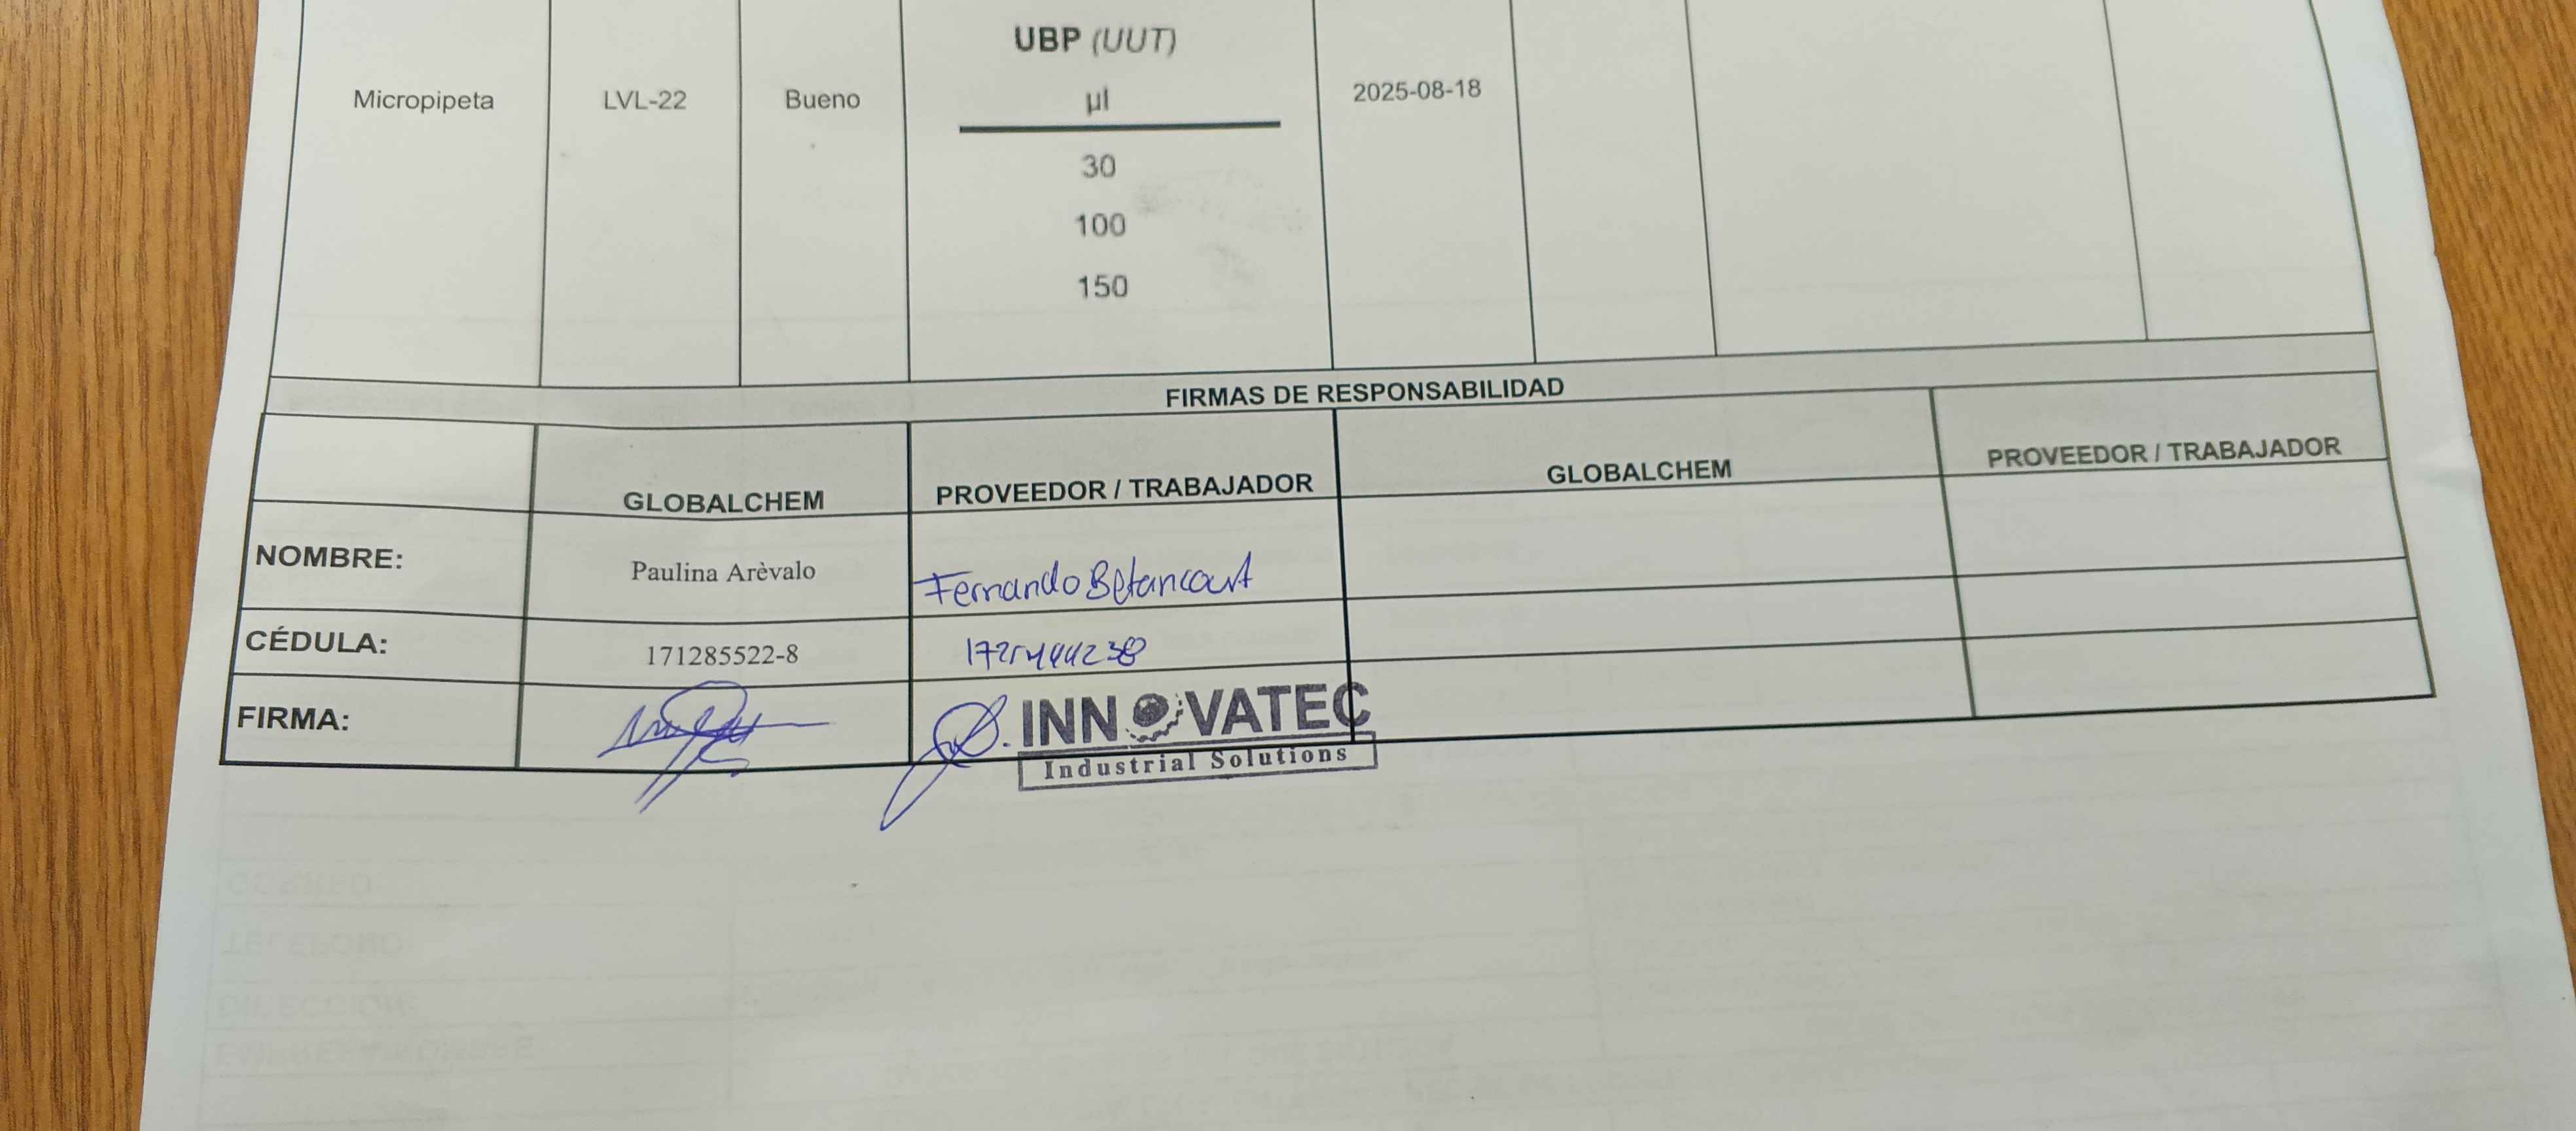 UBP (UUT)
Micropipeta LVL-22 Bueno µl 2025-08-18
30
100
150
FIRMAS DE RESPONSABILIDAD
GLOBALCHEM PROVEEDOR / TRABAJADOR GLOBALCHEM PROVEEDOR / TRABAJADOR
NOMBRE: Paulina Arèvalo Fernando Betancourt
CÉDULA: 171285522-8
FIRMA: INNOVATEC
Industrial Solutions